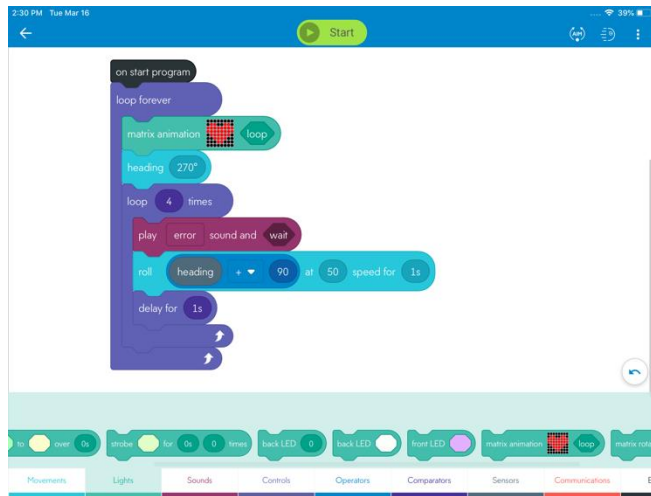 2:30 PM Tue Mar 16
39%
Start
AIM
on start program
loop forever
matrix animation loop
heading 270°
loop 4 times
play error sound and wait
roll heading + 90 at 50 speed for 1s
delay for 1s
to over 0s strobe for 0s 0 times back LED 0 back LED front LED matrix animation loop matrix rota
Movements Lights Sounds Controls Operators Comparators Sensors Communications E